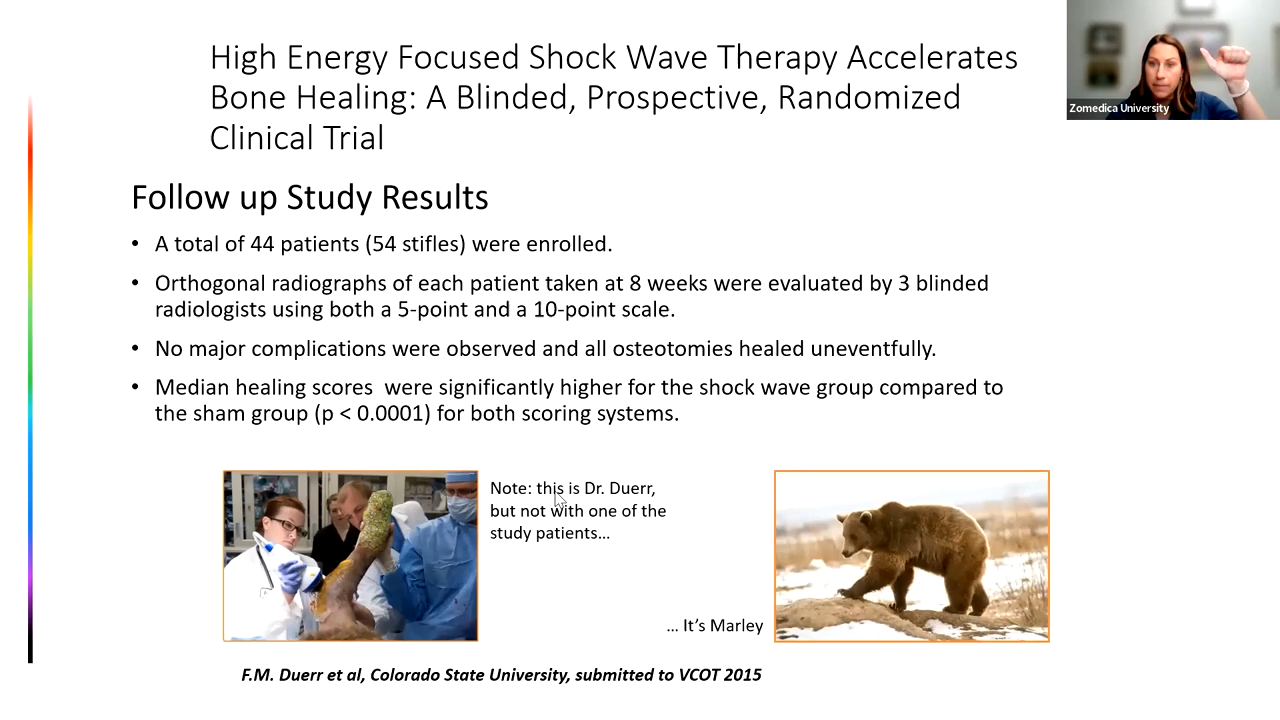 High Energy Focused Shock Wave Therapy Accelerates
Bone Healing: A Blinded, Prospective, Randomized
Clinical Trial
Zomedica University
Follow up Study Results
• A total of 44 patients (54 stifles) were enrolled.
• Orthogonal radiographs of each patient taken at 8 weeks were evaluated by 3 blinded
radiologists using both a 5-point and a 10-point scale.
• No major complications were observed and all osteotomies healed uneventfully.
• Median healing scores were significantly higher for the shock wave group compared to
the sham group (p < 0.0001) for both scoring systems.
Note: this is Dr. Duerr,
but not with one of the
study patients…
… It’s Marley
F.M. Duerr et al, Colorado State University, submitted to VCOT 2015